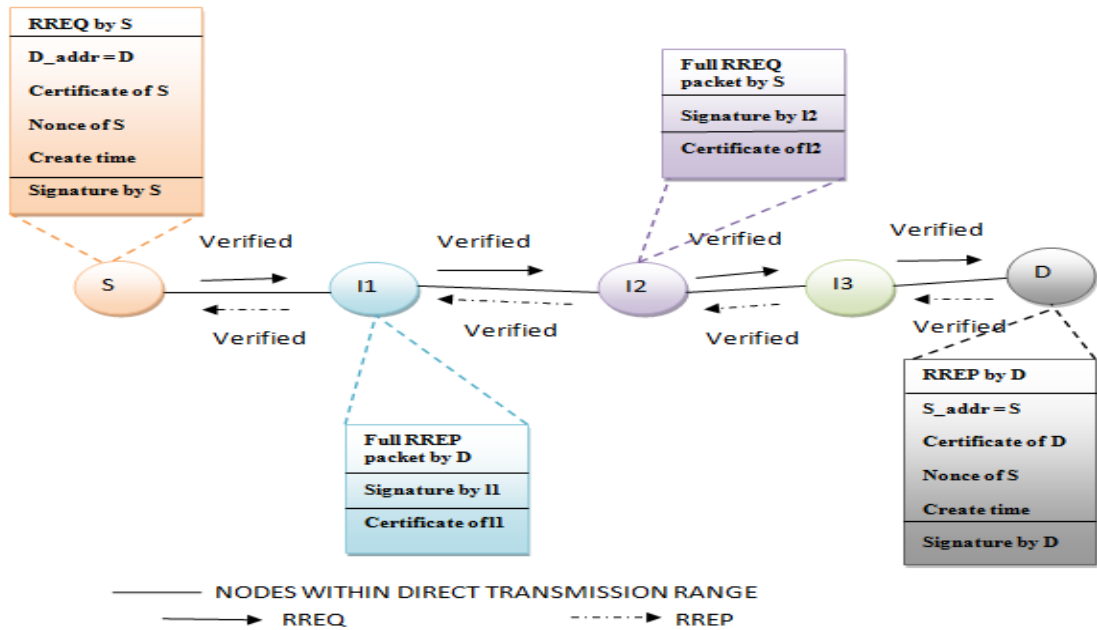 RREQ by S
D_addr = D
Certificate of S
Nonce of S
Create time
Signature by S
Full RREQ
packet by S
Signature by I2
Certificate of I2
Verified
Verified
Verified
Verified
S
I1
I2
I3
D
Verified
Verified
Verified
Verified
Full RREP
packet by D
Signature by I1
Certificate of I1
RREP by D
S_addr = S
Certificate of D
Nonce of S
Create time
Signature by D
NODES WITHIN DIRECT TRANSMISSION RANGE
RREQ
RREP